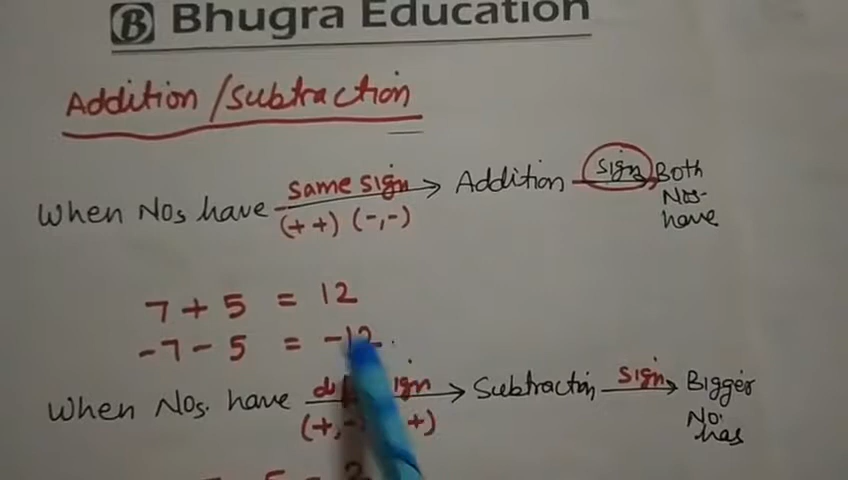 B Bhugra Education
Addition/Subtraction
When Nos have same sign → Addition sign → Both Nos. have
(+ +) (-,-)
7 + 5 = 12
-7 - 5 = -12.
When Nos. have → Subtraction sign → Bigger No. has